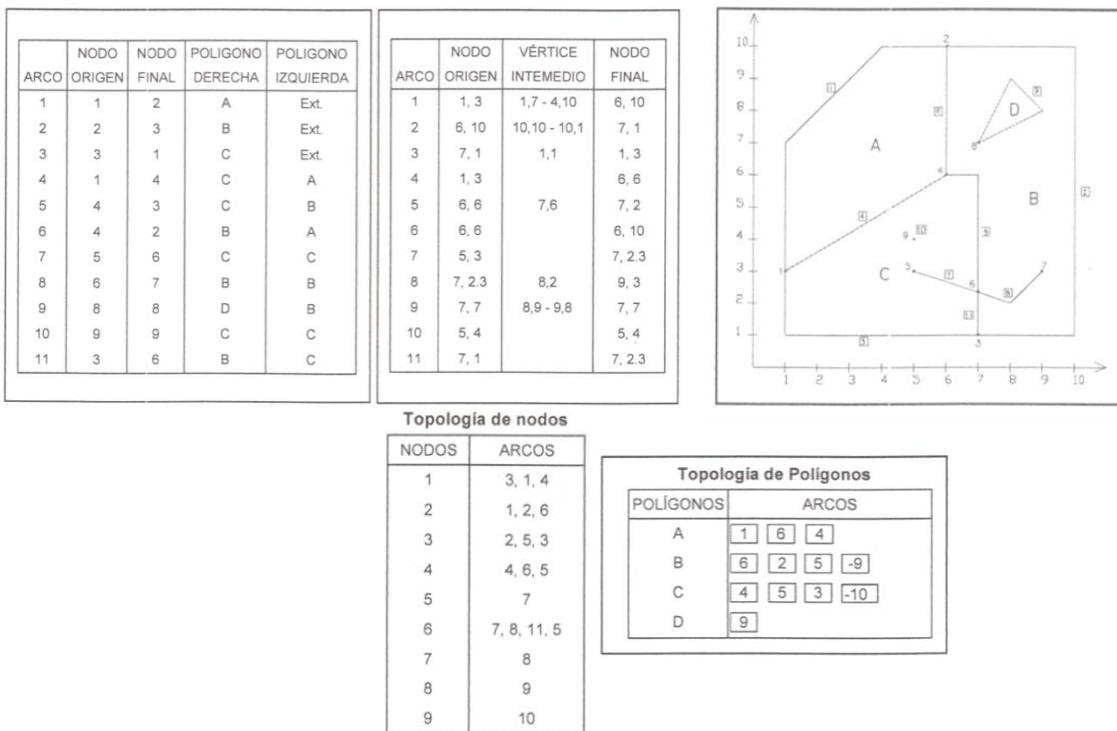 ARCO NODO ORIGEN NODO FINAL POLIGONO DERECHA POLIGONO IZQUIERDA
1 1 2 A Ext.
2 2 3 B Ext.
3 3 1 C Ext.
4 1 4 C A
5 4 3 C B
6 4 2 B A
7 5 6 C C
8 6 7 B B
9 8 8 D B
10 9 9 C C
11 3 6 B C
ARCO NODO ORIGEN VÉRTICE INTEMEDIO NODO FINAL
1 1, 3 1,7 - 4,10 6, 10
2 6, 10 10,10 - 10,1 7, 1
3 7, 1 1,1 1, 3
4 1, 3 6, 6
5 6, 6 7,6 7, 2
6 6, 6 6, 10
7 5, 3 7, 2.3
8 7, 2.3 8,2 9, 3
9 7, 7 8,9 - 9,8 7, 7
10 5, 4 5, 4
11 7, 1 7, 2.3
10
9
8
7
6
5
4
3
2
1
1 2 3 4 5 6 7 8 9 10
2
1
D
8
A
B
4
9
10
C
5
7
6
3
Topología de nodos
NODOS ARCOS
1 3, 1, 4
2 1, 2, 6
3 2, 5, 3
4 4, 6, 5
5 7
6 7, 8, 11, 5
7 8
8 9
9 10
Topología de Polígonos
POLÍGONOS ARCOS
A 1 6 4
B 6 2 5 -9
C 4 5 3 -10
D 9